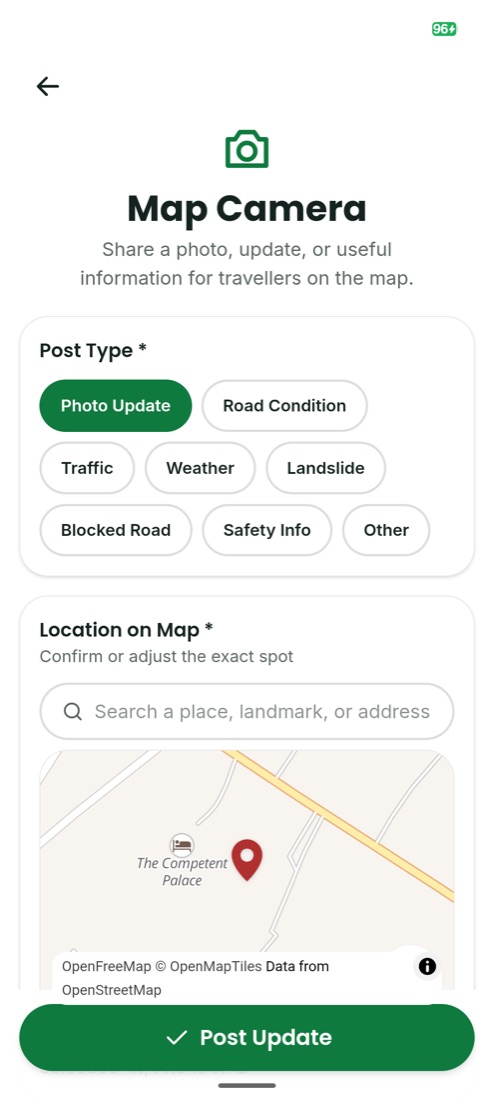 96
Map Camera
Share a photo, update, or useful
information for travellers on the map.
Post Type *
Photo Update
Road Condition
Traffic
Weather
Landslide
Blocked Road
Safety Info
Other
Location on Map *
Confirm or adjust the exact spot
Search a place, landmark, or address
The Competent
Palace
OpenFreeMap © OpenMapTiles Data from
OpenStreetMap
Post Update